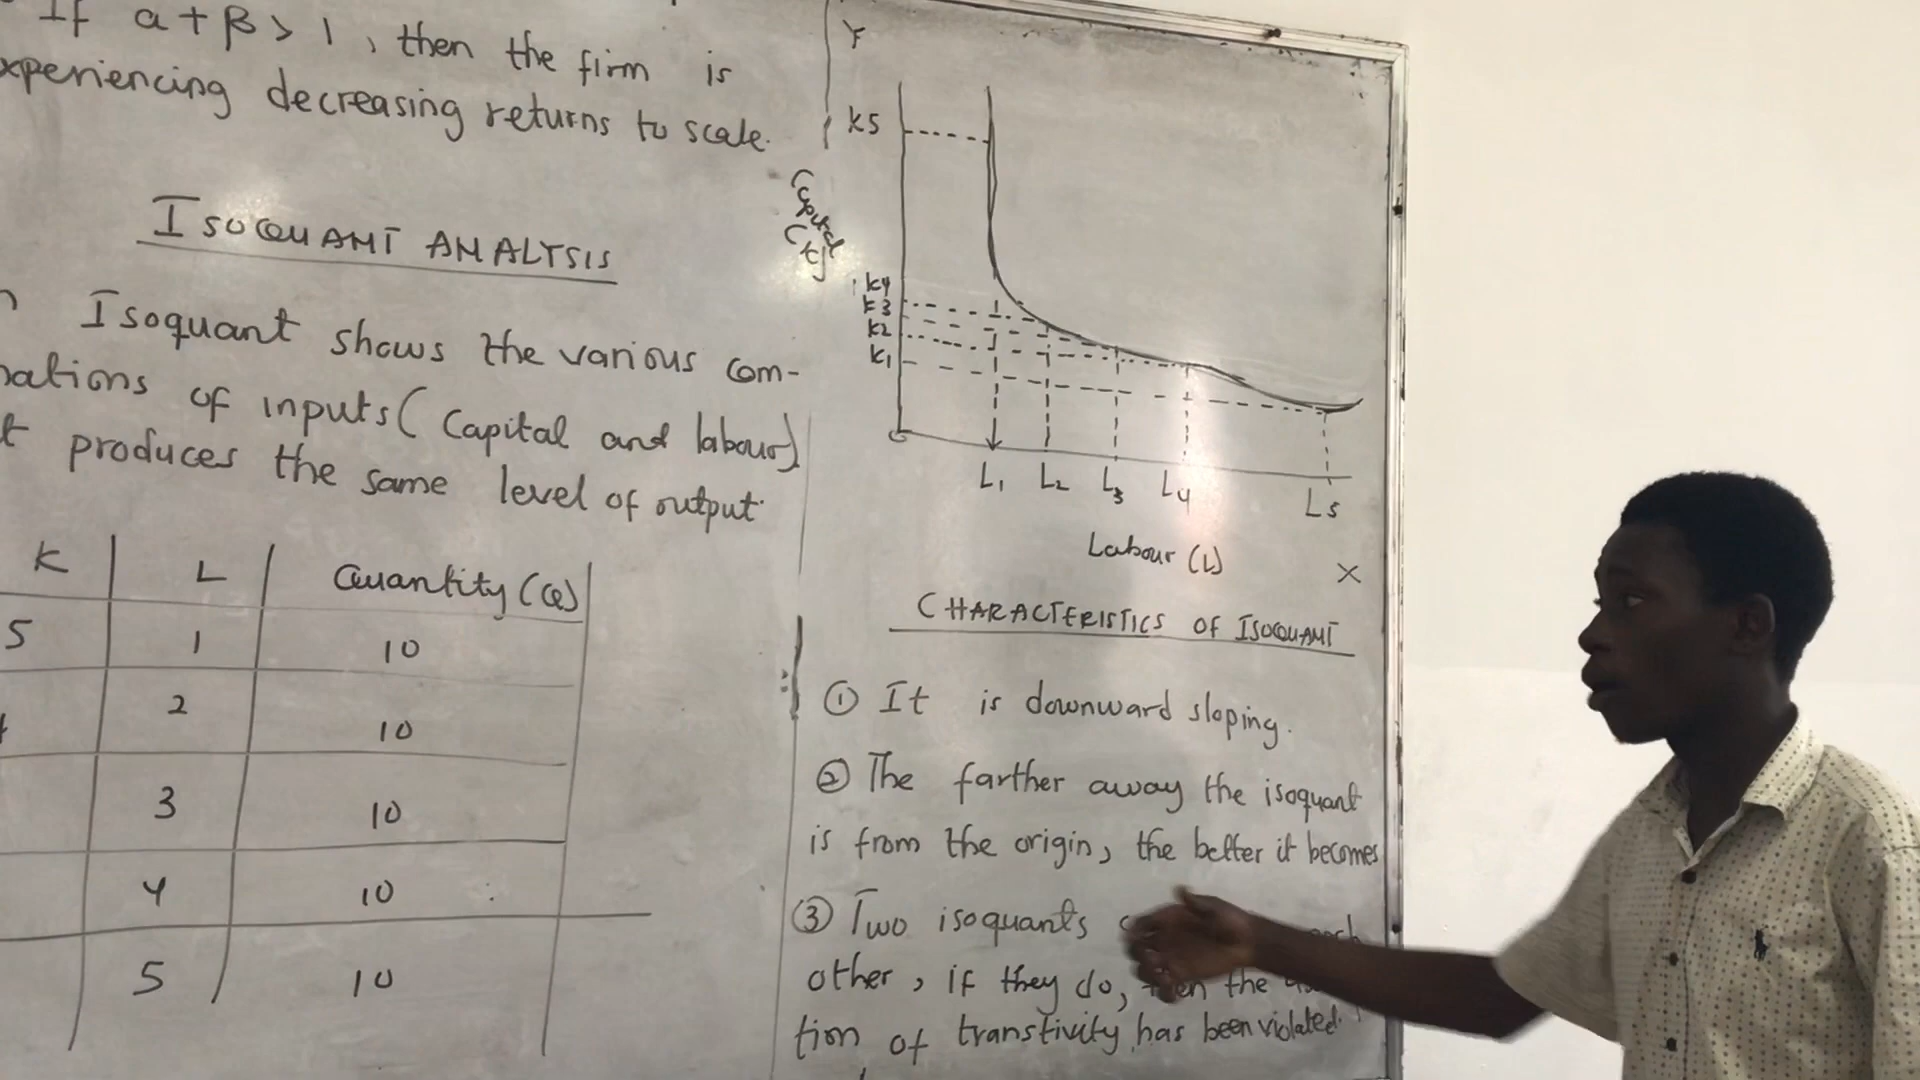 If α + β > 1, then the firm is
xperiencing decreasing returns to scale.
ISOQUANT ANALYSIS
n Isoquant shows the various com-
nations of inputs (Capital and labour)
t produces the same level of output.
K L Quantity (Q)
5 1 10
2 10
3 10
4 10
5 10
Y
K5
Capital
(K)
K4
K3
K2
K1
L1 L2 L3 L4 L5
Labour (L)
X
CHARACTERISTICS OF ISOQUANT
① It is downward sloping.
② The farther away the isoquant
is from the origin, the better it becomes
③ Two isoquants
other, if they do, then the
tion of transtivity has been violated.